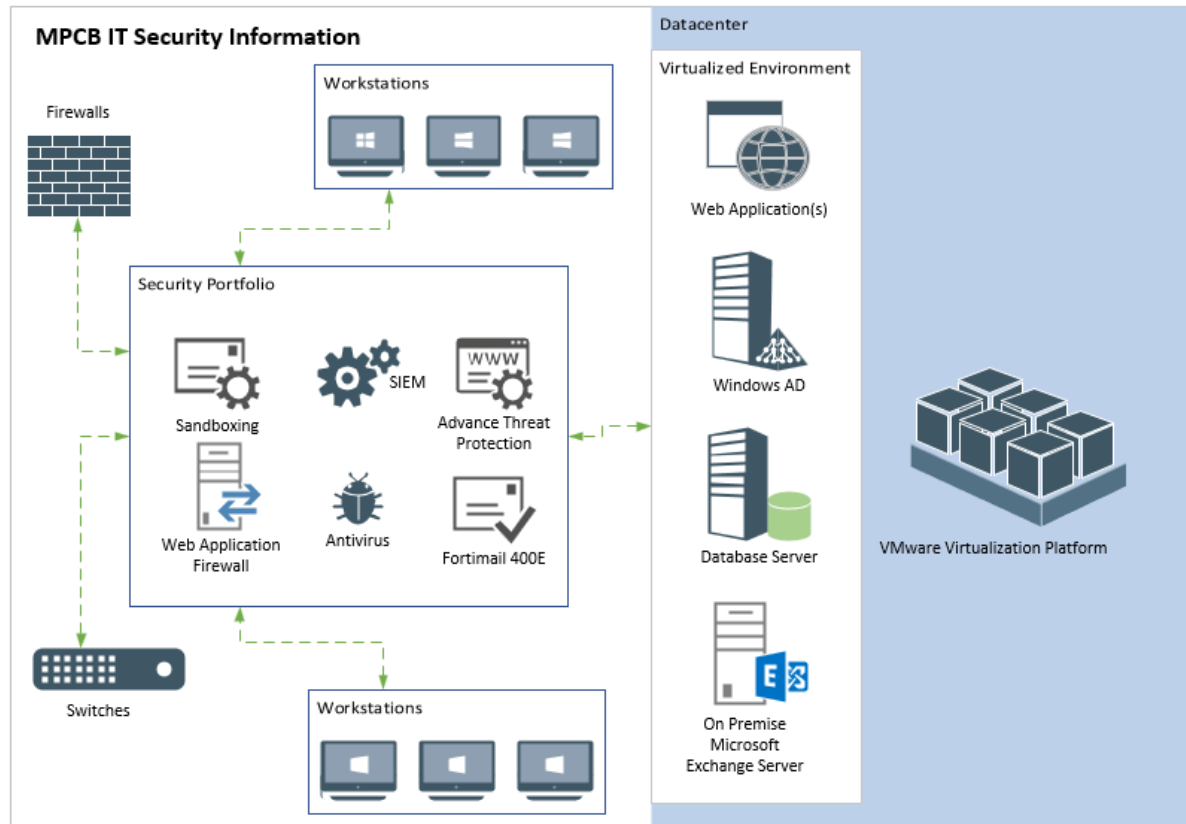 MPCB IT Security Information
Datacenter
Virtualized Environment
Workstations
Firewalls
Web Application(s)
Security Portfolio
WWW
SIEM
Sandboxing
Advance Threat
Protection
Windows AD
Web Application
Firewall
Antivirus
Fortimail 400E
Database Server
VMware Virtualization Platform
Switches
Workstations
E
On Premise
Microsoft
Exchange Server